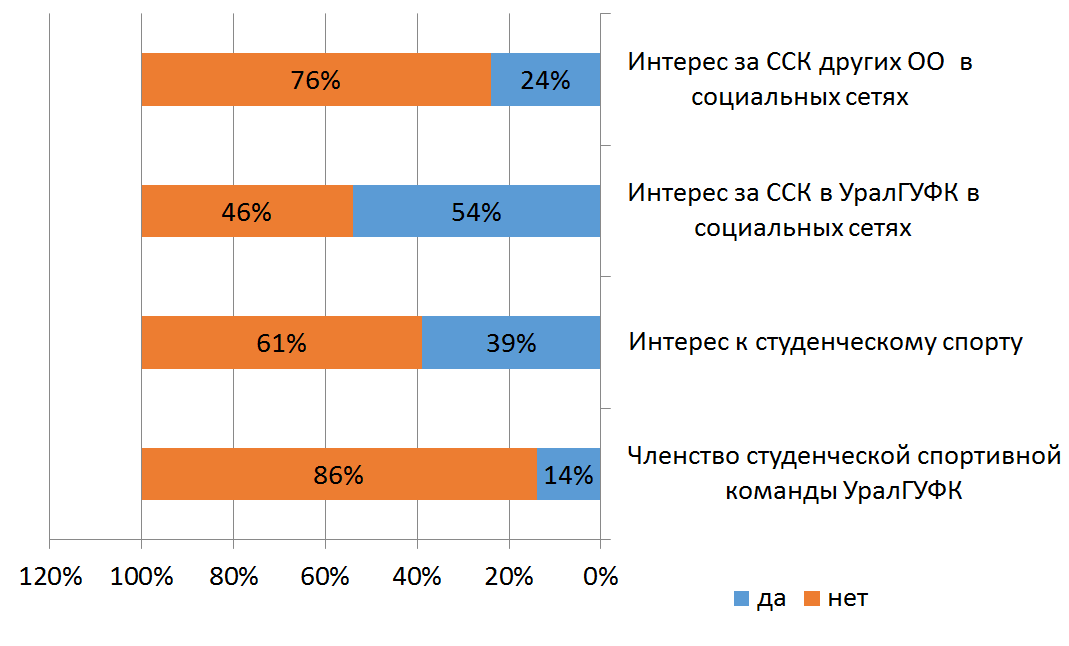 76%
24%
Интерес за ССК других ОО в
социальных сетях
46%
54%
Интерес за ССК в УралГУФК в
социальных сетях
61%
39%
Интерес к студенческому спорту
86%
14%
Членство студенческой спортивной
команды УралГУФК
120% 100% 80% 60% 40% 20% 0%
да нет